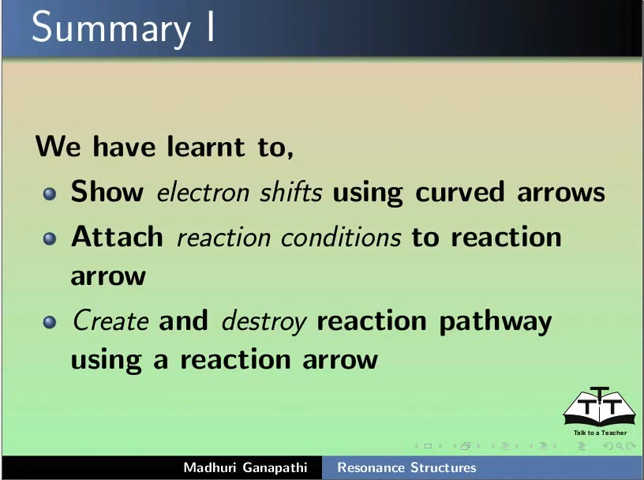 Summary I
We have learnt to,
Show electron shifts using curved arrows
Attach reaction conditions to reaction
arrow
Create and destroy reaction pathway
using a reaction arrow
TTT
Talk to a Teacher
Madhuri Ganapathi Resonance Structures